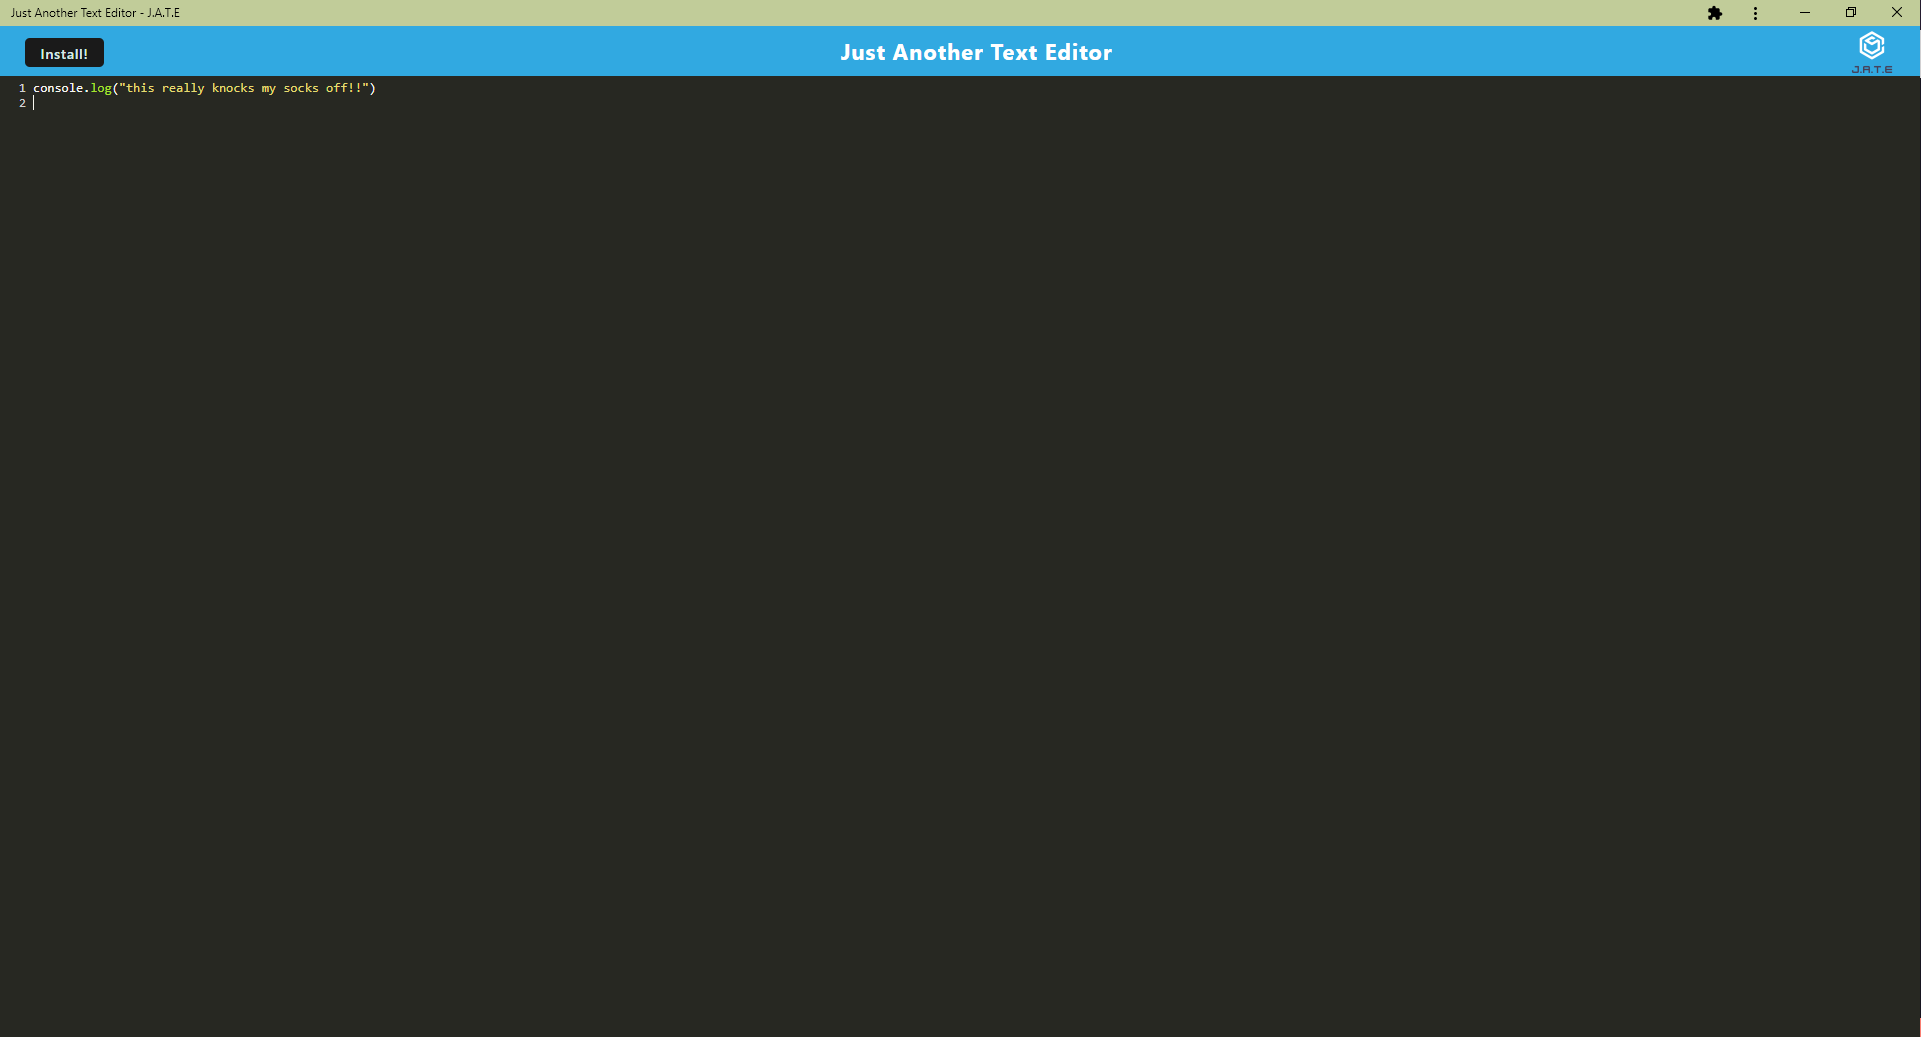 Just Another Text Editor - J.A.T.E
Install!
Just Another Text Editor
J.A.T.E
1 console.log("this really knocks my socks off!!")
2